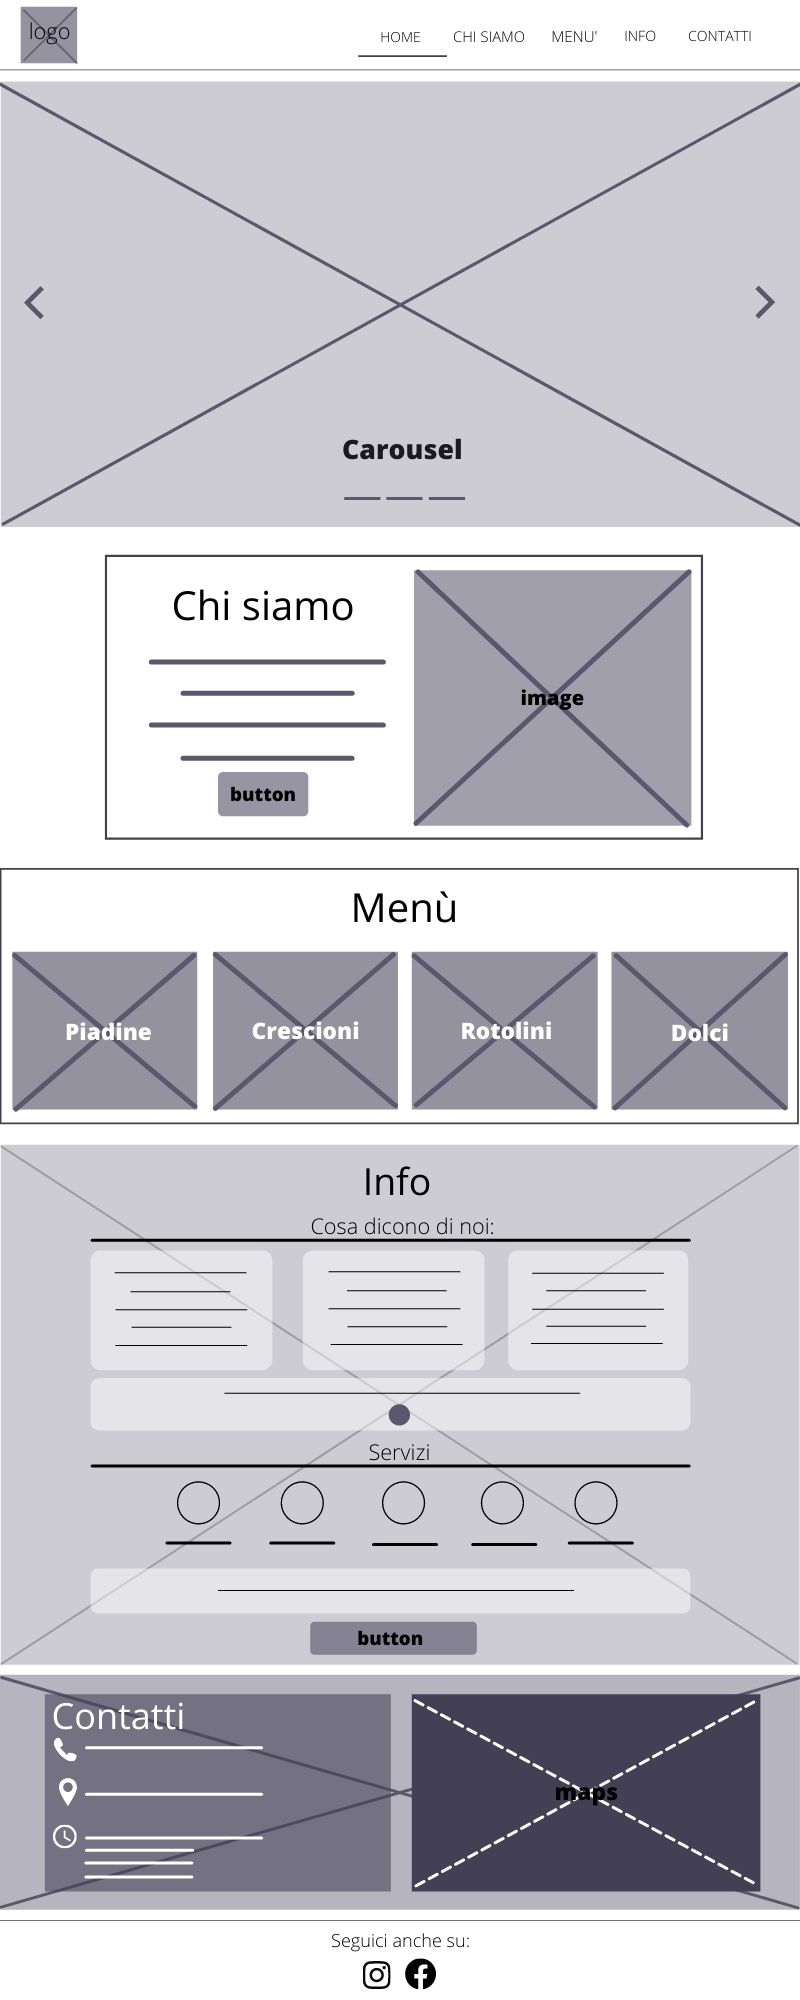 logo
HOME CHI SIAMO MENU' INFO CONTATTI
Carousel
Chi siamo
image
button
Menù
Piadine Crescioni Rotolini Dolci
Info
Cosa dicono di noi:
Servizi
button
Contatti
maps
Seguici anche su: